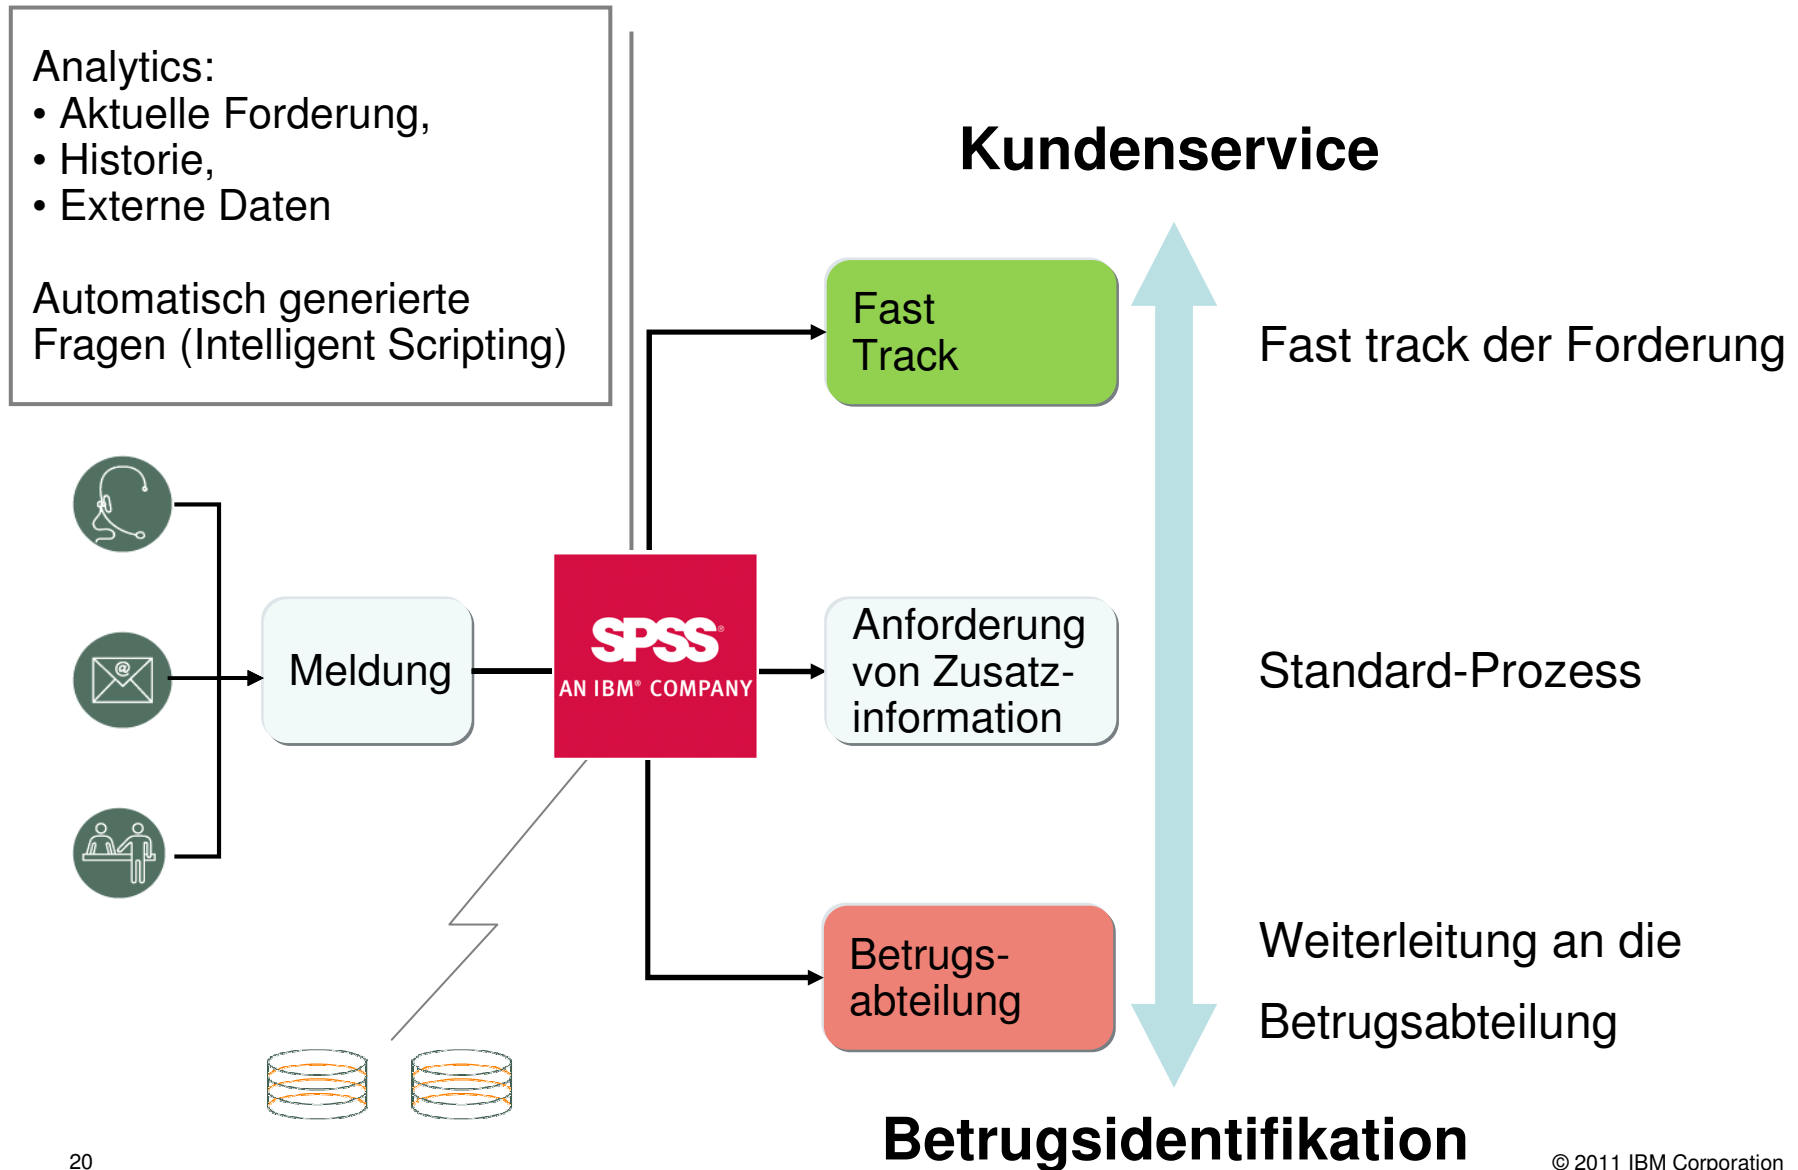 Analytics:
• Aktuelle Forderung,
• Historie,
• Externe Daten
Automatisch generierte
Fragen (Intelligent Scripting)
Kundenservice
Fast
Track
Fast track der Forderung
@
Meldung
SPSS®
AN IBM® COMPANY
Anforderung
von Zusatz-
information
Standard-Prozess
Betrugs-
abteilung
Weiterleitung an die
Betrugsabteilung
Betrugsidentifikation
20
© 2011 IBM Corporation